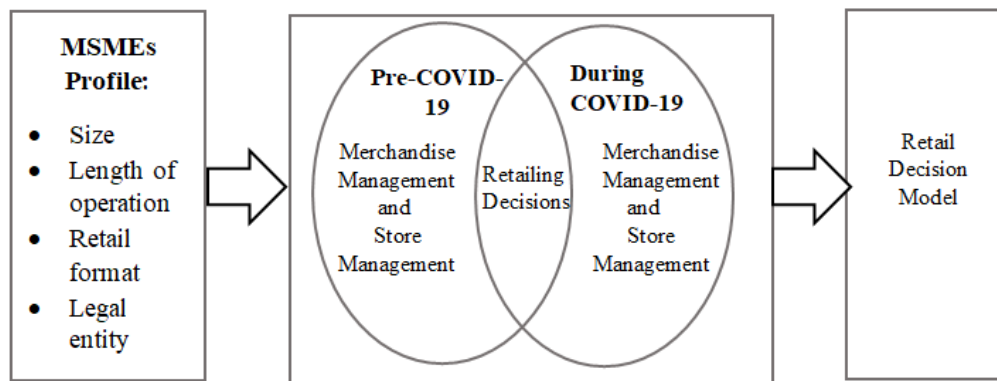 MSMEs
Profile:
• Size
• Length of
operation
• Retail
format
• Legal
entity
Pre-COVID-
19
Merchandise
Management
and
Store
Management
Retailing
Decisions
During
COVID-19
Merchandise
Management
and
Store
Management
Retail
Decision
Model